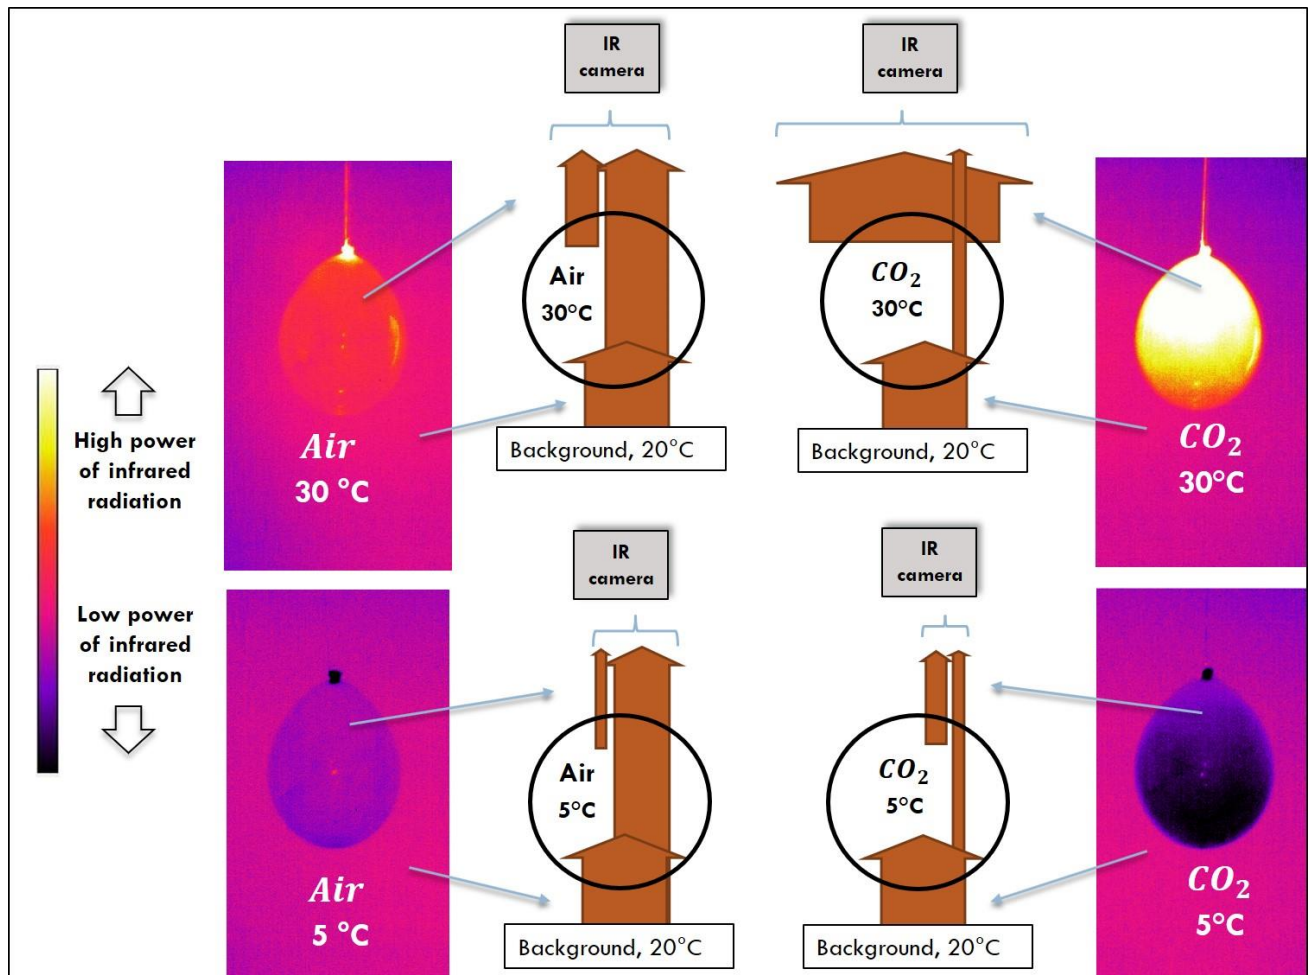 IR
camera
IR
camera
Air
30°C
CO₂
30°C
High power
of infrared
radiation
Air
30 °C
Background, 20°C
Background, 20°C
CO₂
30°C
IR
camera
IR
camera
Low power
of infrared
radiation
Air
5°C
CO₂
5°C
Air
5 °C
Background, 20°C
Background, 20°C
CO₂
5°C